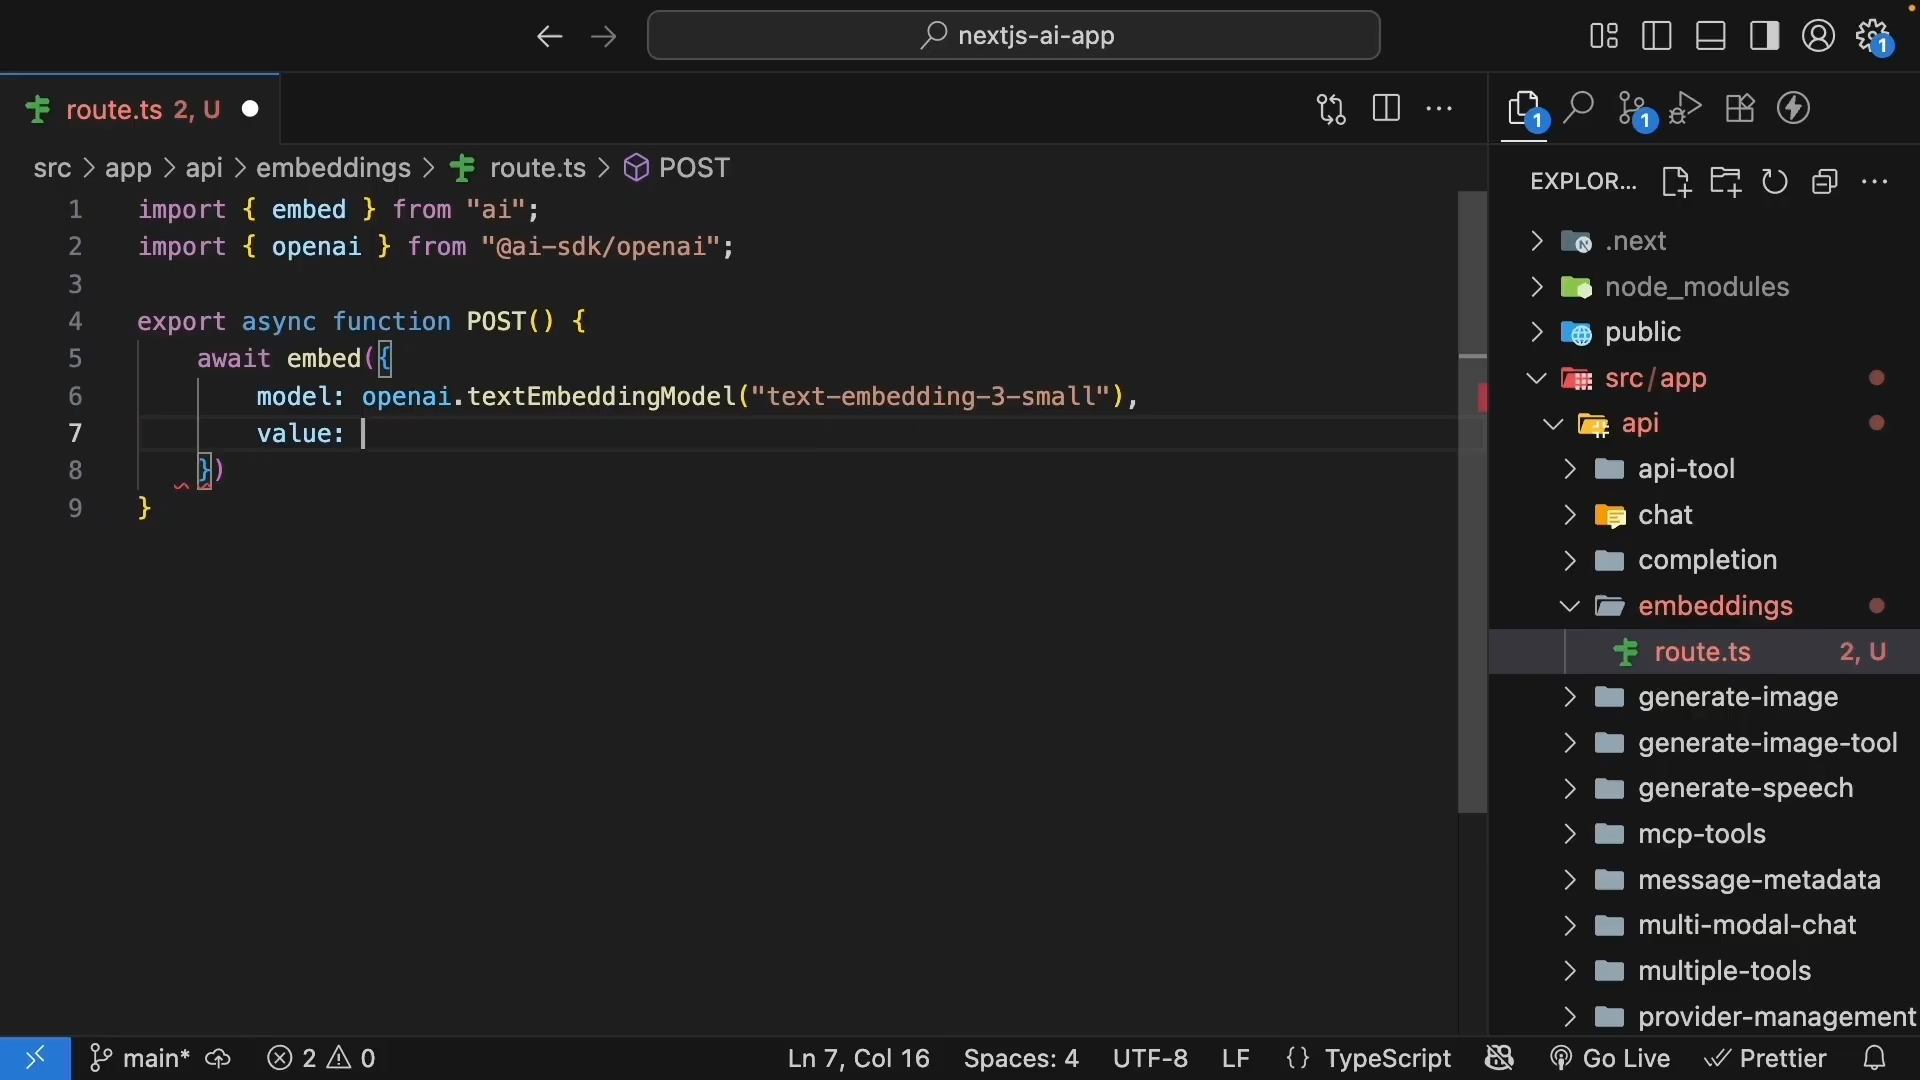 nextjs-ai-app
1
route.ts 2, U
1
1
src > app > api > embeddings > route.ts > POST
EXPLOR...
1 import { embed } from "ai";
2 import { openai } from "@ai-sdk/openai";
3
4 export async function POST() {
5 await embed({
6 model: openai.textEmbeddingModel("text-embedding-3-small"),
7 value:
8 })
9 }
.next
node_modules
public
src/app
api
api-tool
chat
completion
embeddings
route.ts 2, U
generate-image
generate-image-tool
generate-speech
mcp-tools
message-metadata
multi-modal-chat
multiple-tools
provider-management
main* 2 0 Ln 7, Col 16 Spaces: 4 UTF-8 LF {} TypeScript Go Live Prettier